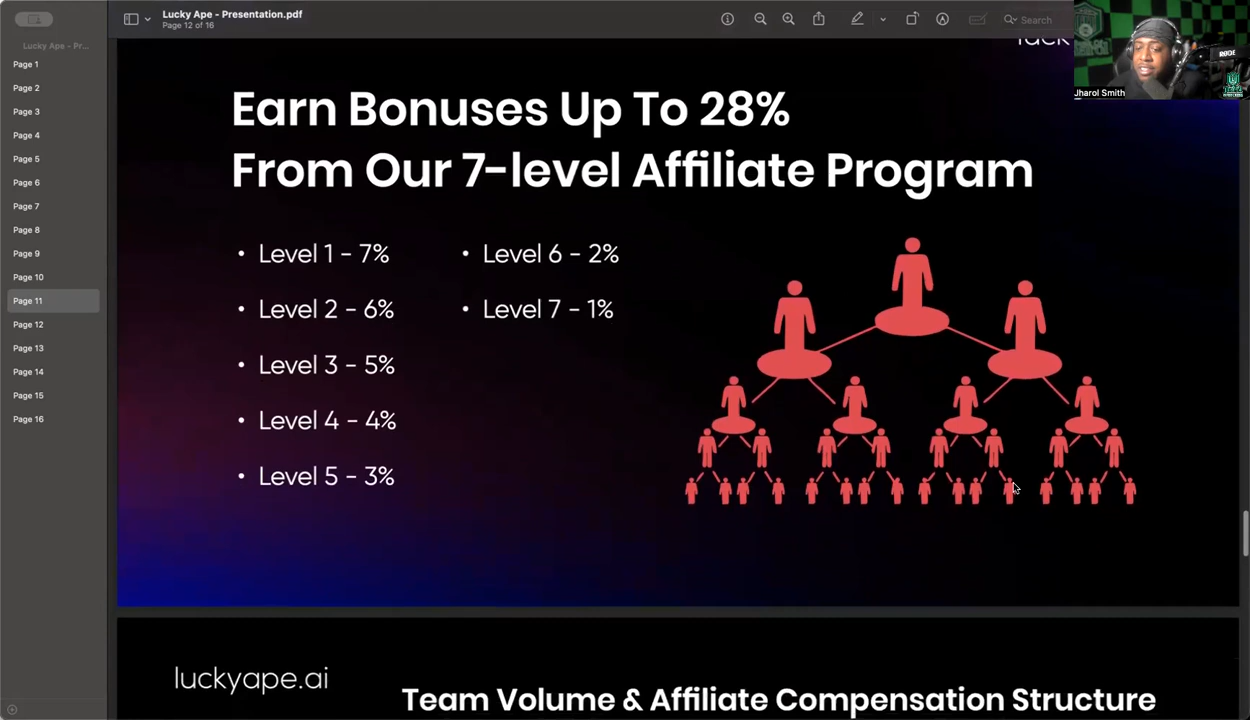 Lucky Ape - Presentation.pdf
Page 12 of 16
Search
Lucky Ape - Pr...
Page 1
Page 2
Page 3
Page 4
Page 5
Page 6
Page 7
Page 8
Page 9
Page 10
Page 11
Page 12
Page 13
Page 14
Page 15
Page 16
Earn Bonuses Up To 28%
From Our 7-level Affiliate Program
• Level 1 - 7%
• Level 2 - 6%
• Level 3 - 5%
• Level 4 - 4%
• Level 5 - 3%
• Level 6 - 2%
• Level 7 - 1%
RØDE
Jharol Smith
luckyape.ai
Team Volume & Affiliate Compensation Structure